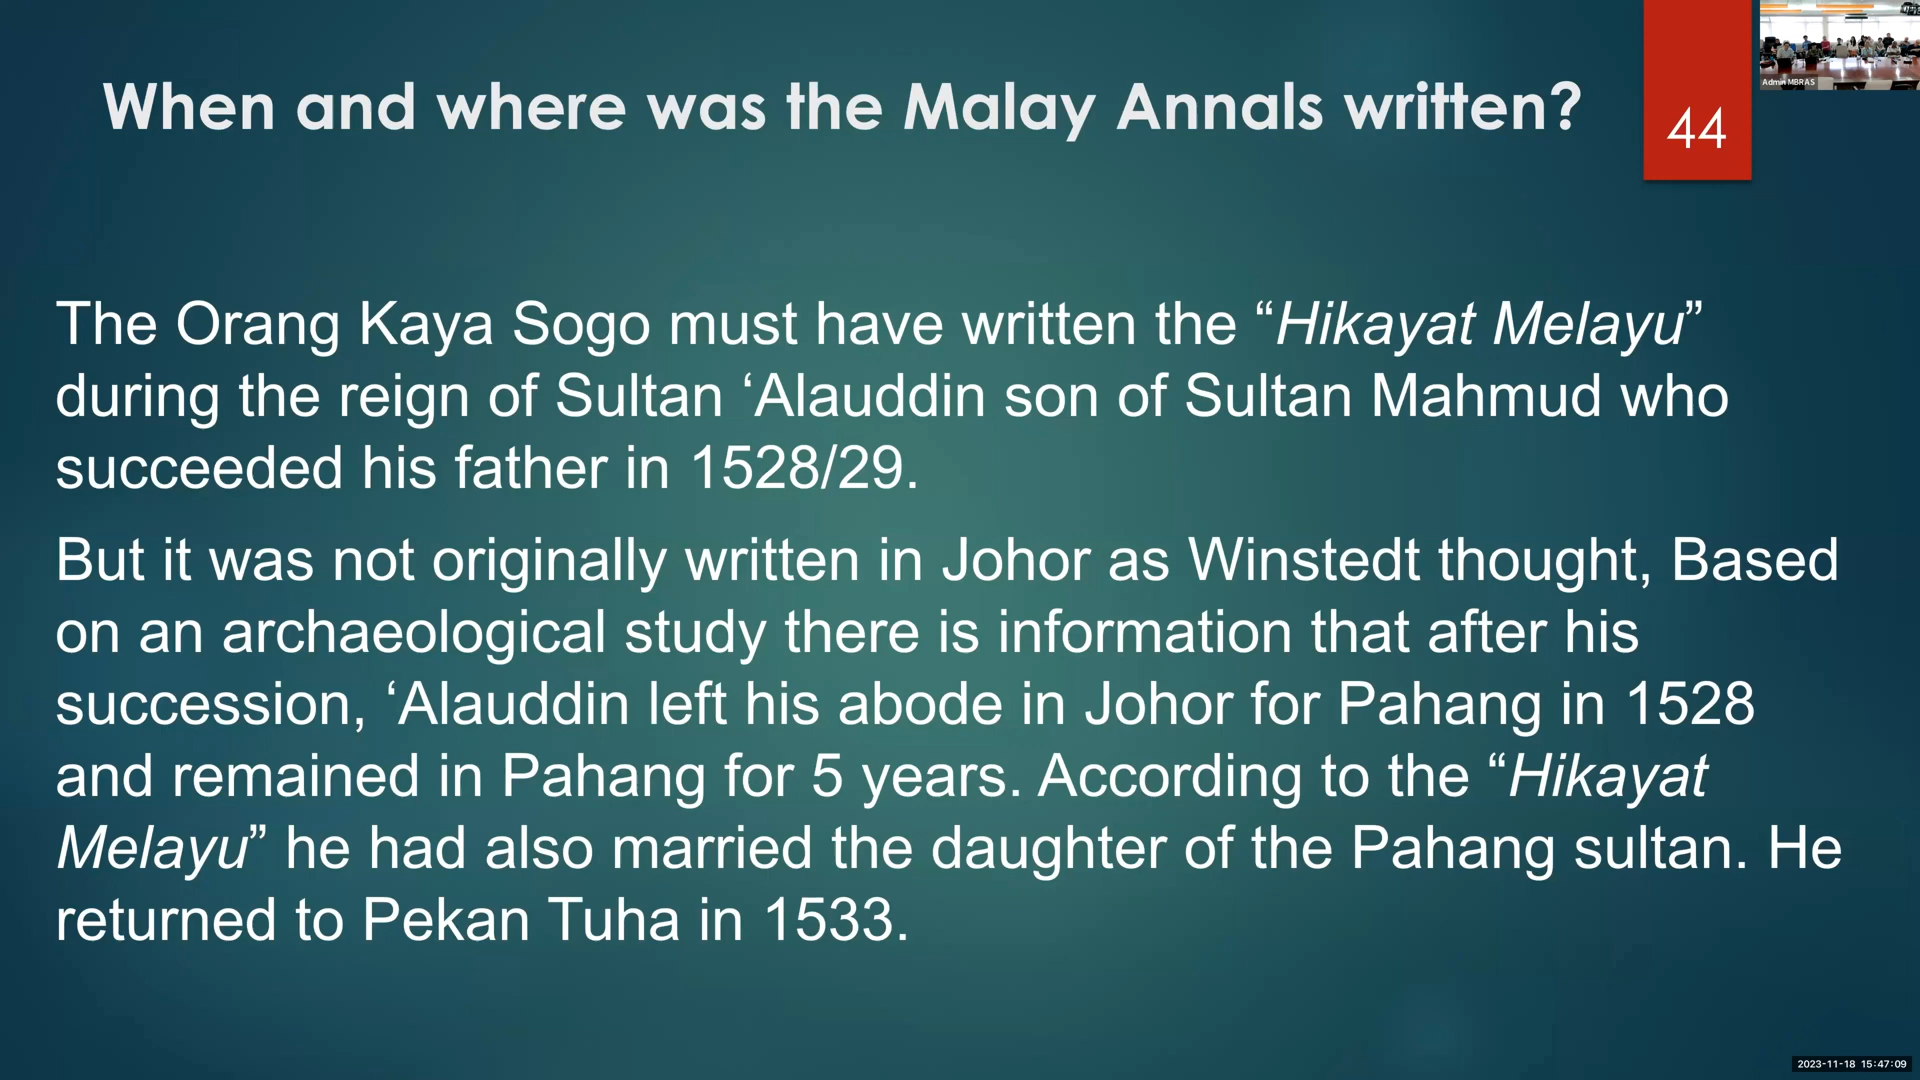 When and where was the Malay Annals written?
44
Admin MBRAS
The Orang Kaya Sogo must have written the “Hikayat Melayu”
during the reign of Sultan ‘Alauddin son of Sultan Mahmud who
succeeded his father in 1528/29.
But it was not originally written in Johor as Winstedt thought, Based
on an archaeological study there is information that after his
succession, ‘Alauddin left his abode in Johor for Pahang in 1528
and remained in Pahang for 5 years. According to the “Hikayat
Melayu” he had also married the daughter of the Pahang sultan. He
returned to Pekan Tuha in 1533.
2023-11-18 15:47:09